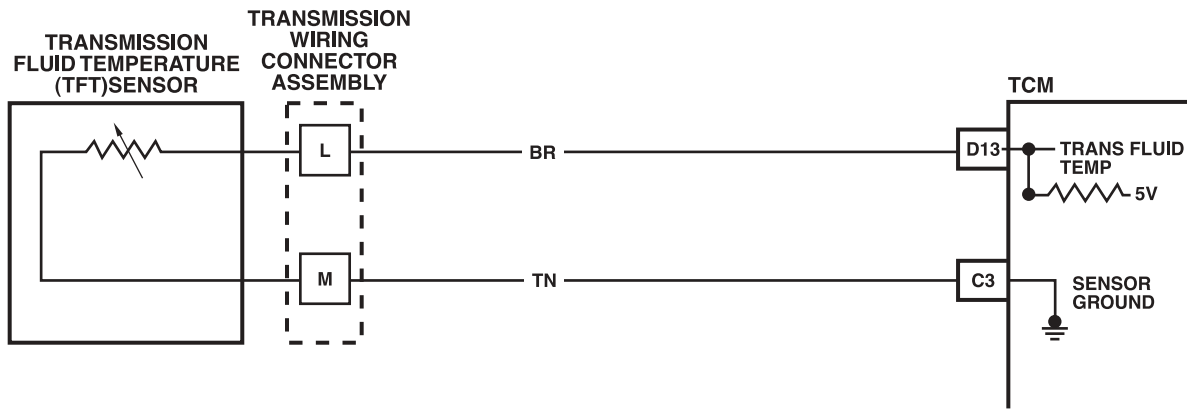 TRANSMISSION
FLUID TEMPERATURE
(TFT)SENSOR
TRANSMISSION
WIRING
CONNECTOR
ASSEMBLY
TCM
L
BR
D13
TRANS FLUID
TEMP
5V
M
TN
C3
SENSOR
GROUND